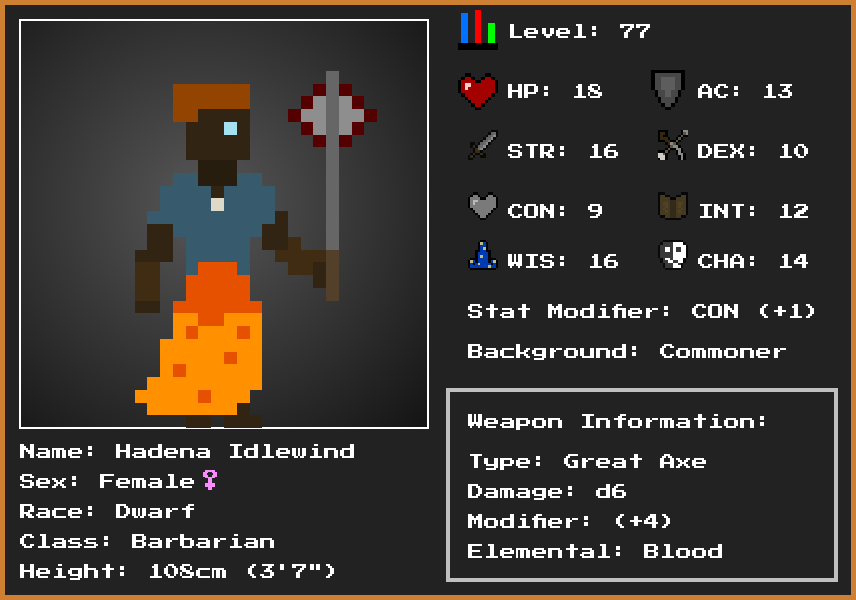 Level: 77
HP: 18
AC: 13
STR: 16
DEX: 10
CON: 9
INT: 12
WIS: 16
CHA: 14
Stat Modifier: CON (+1)
Background: Commoner
Weapon Information:
Type: Great Axe
Damage: d6
Modifier: (+4)
Elemental: Blood
Name: Hadena Idlewind
Sex: Female♀
Race: Dwarf
Class: Barbarian
Height: 108cm (3'7")